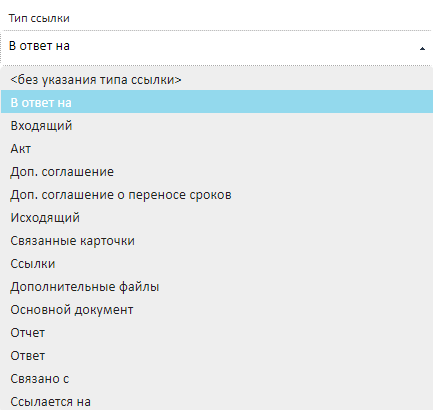 Тип ссылки
В ответ на
<без указания типа ссылки>
В ответ на
Входящий
Акт
Доп. соглашение
Доп. соглашение о переносе сроков
Исходящий
Связанные карточки
Ссылки
Дополнительные файлы
Основной документ
Отчет
Ответ
Связано с
Ссылается на